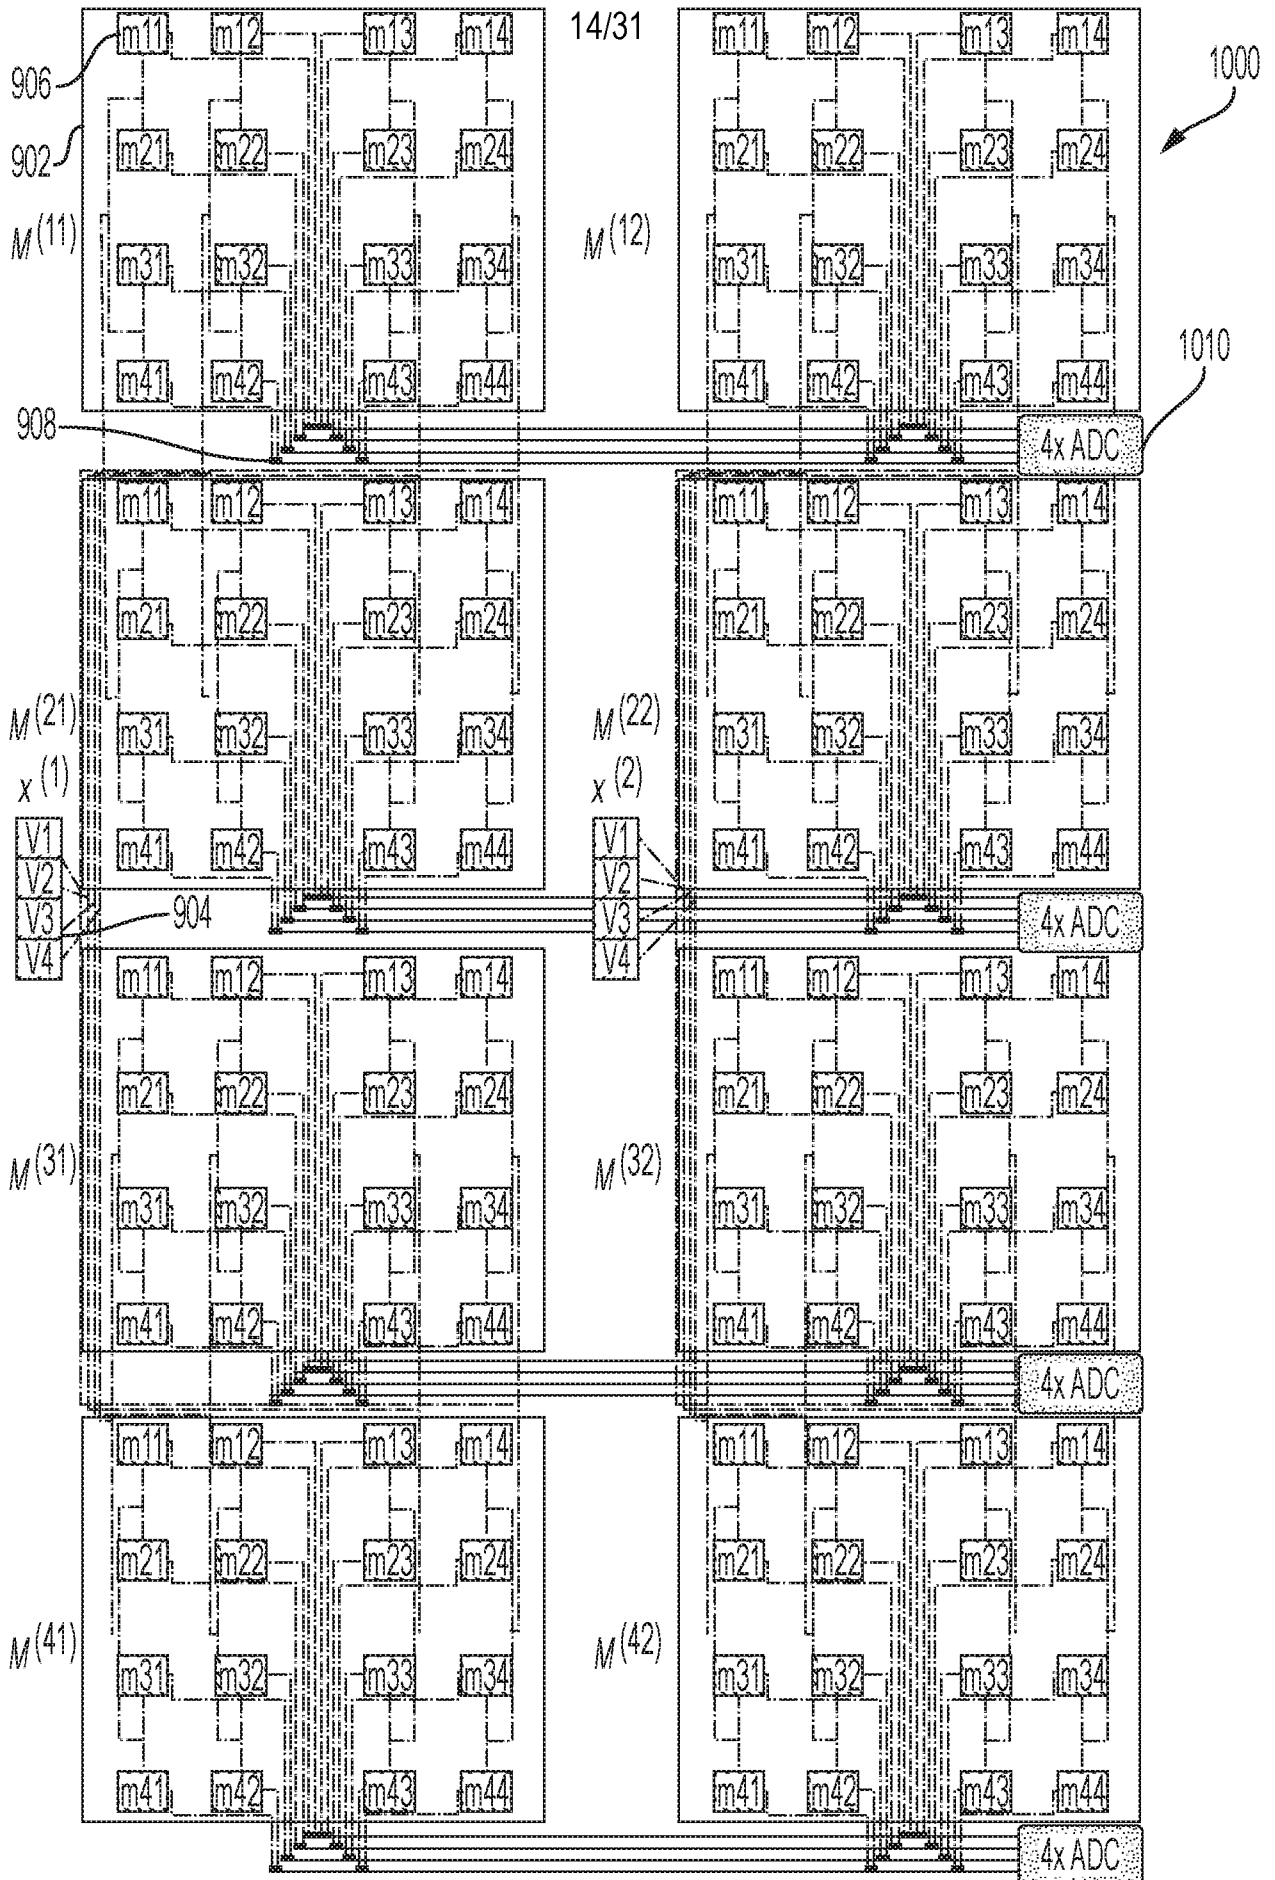 14/31
m11 m12 m13 m14 m11 m12 m13 m14
906
1000
902
m21 m22 m23 m24 m21 m22 m23 m24
M(11) M(12)
m31 m32 m33 m34 m31 m32 m33 m34
1010
m41 m42 m43 m44 m41 m42 m43 m44
908
4x ADC
m11 m12 m13 m14 m11 m12 m13 m14
m21 m22 m23 m24 m21 m22 m23 m24
M(21) M(22)
m31 m32 m33 m34 m31 m32 m33 m34
x(1) x(2)
V1 V1
m41 m42 m43 m44 m41 m42 m43 m44
V2 V2
V3 904 V3
4x ADC
V4 V4
m11 m12 m13 m14 m11 m12 m13 m14
m21 m22 m23 m24 m21 m22 m23 m24
M(31) M(32)
m31 m32 m33 m34 m31 m32 m33 m34
m41 m42 m43 m44 m41 m42 m43 m44
4x ADC
m11 m12 m13 m14 m11 m12 m13 m14
m21 m22 m23 m24 m21 m22 m23 m24
M(41) M(42)
m31 m32 m33 m34 m31 m32 m33 m34
m41 m42 m43 m44 m41 m42 m43 m44
4x ADC